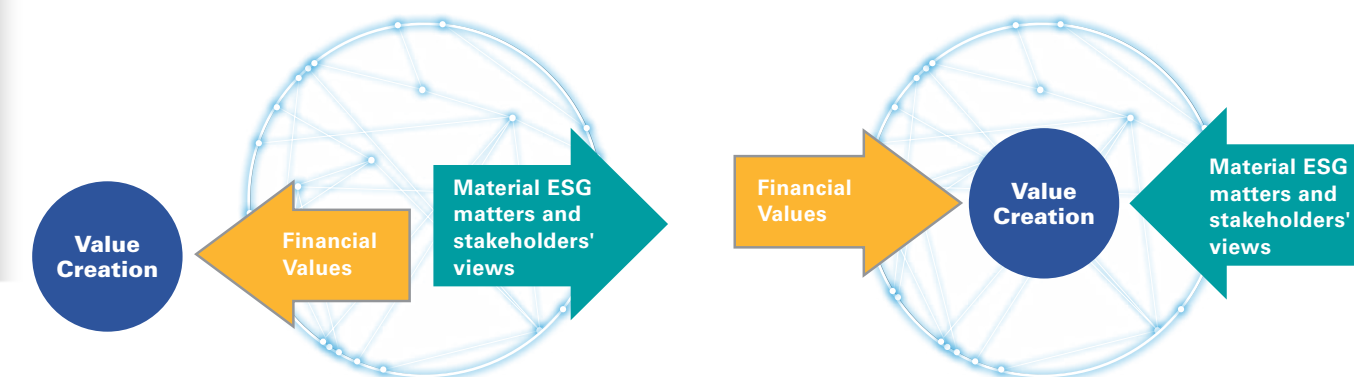 Value
Creation
Financial
Values
Material ESG
matters and
stakeholders'
views
Financial
Values
Value
Creation
Material ESG
matters and
stakeholders'
views